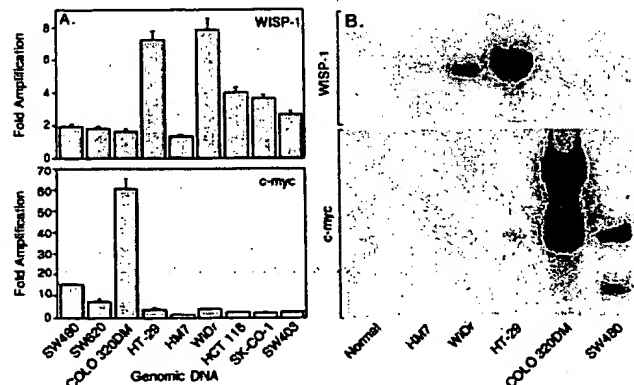 A.
WISP-1
8
6
4
2
0
Fold Amplification
c-myc
70
60
50
40
30
20
10
0
Fold Amplification
SW480
SW620
COLO 320DM
HT-29
HM7
WiDr
HCT 116
SK-CO-1
SW403
Genomic DNA
B.
WISP-1
c-myc
Normal
HM7
WiDr
HT-29
COLO 320DM
SW480